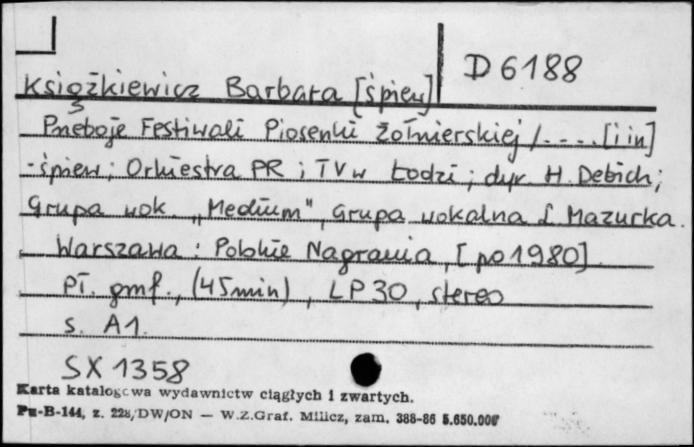 D 6188
Książkiewicz Barbara [śpiew]
Przeboje Festiwali Piosenki Żołnierskiej / .... [i in]
- śpiew ; Orkiestra PR i TV w Łodzi ; dyr. H. Debich ;
Grupa wok. „Medium", Grupa wokalna L. Mazurka.
Warszawa : Polskie Nagrania, [po 1980]
Pł. gmf., (45 min), LP 30, stereo
s. A1.
SX 1358
Karta katalogowa wydawnictw ciągłych i zwartych.
Pu-B-144, z. 228/DW/ON — W.Z.Graf. Milicz, zam. 388-86 5.650.000